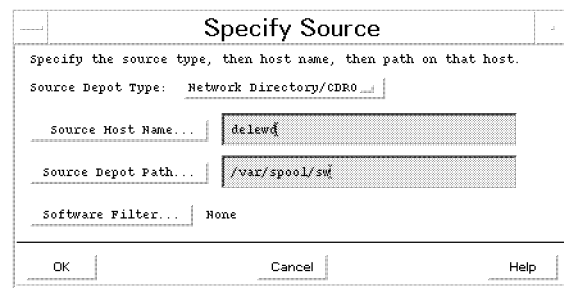 Specify Source
Specify the source type, then host name, then path on that host.
Source Depot Type: Network Directory/CDRO
Source Host Name... delewd
Source Depot Path... /var/spool/sw
Software Filter... None
OK Cancel Help